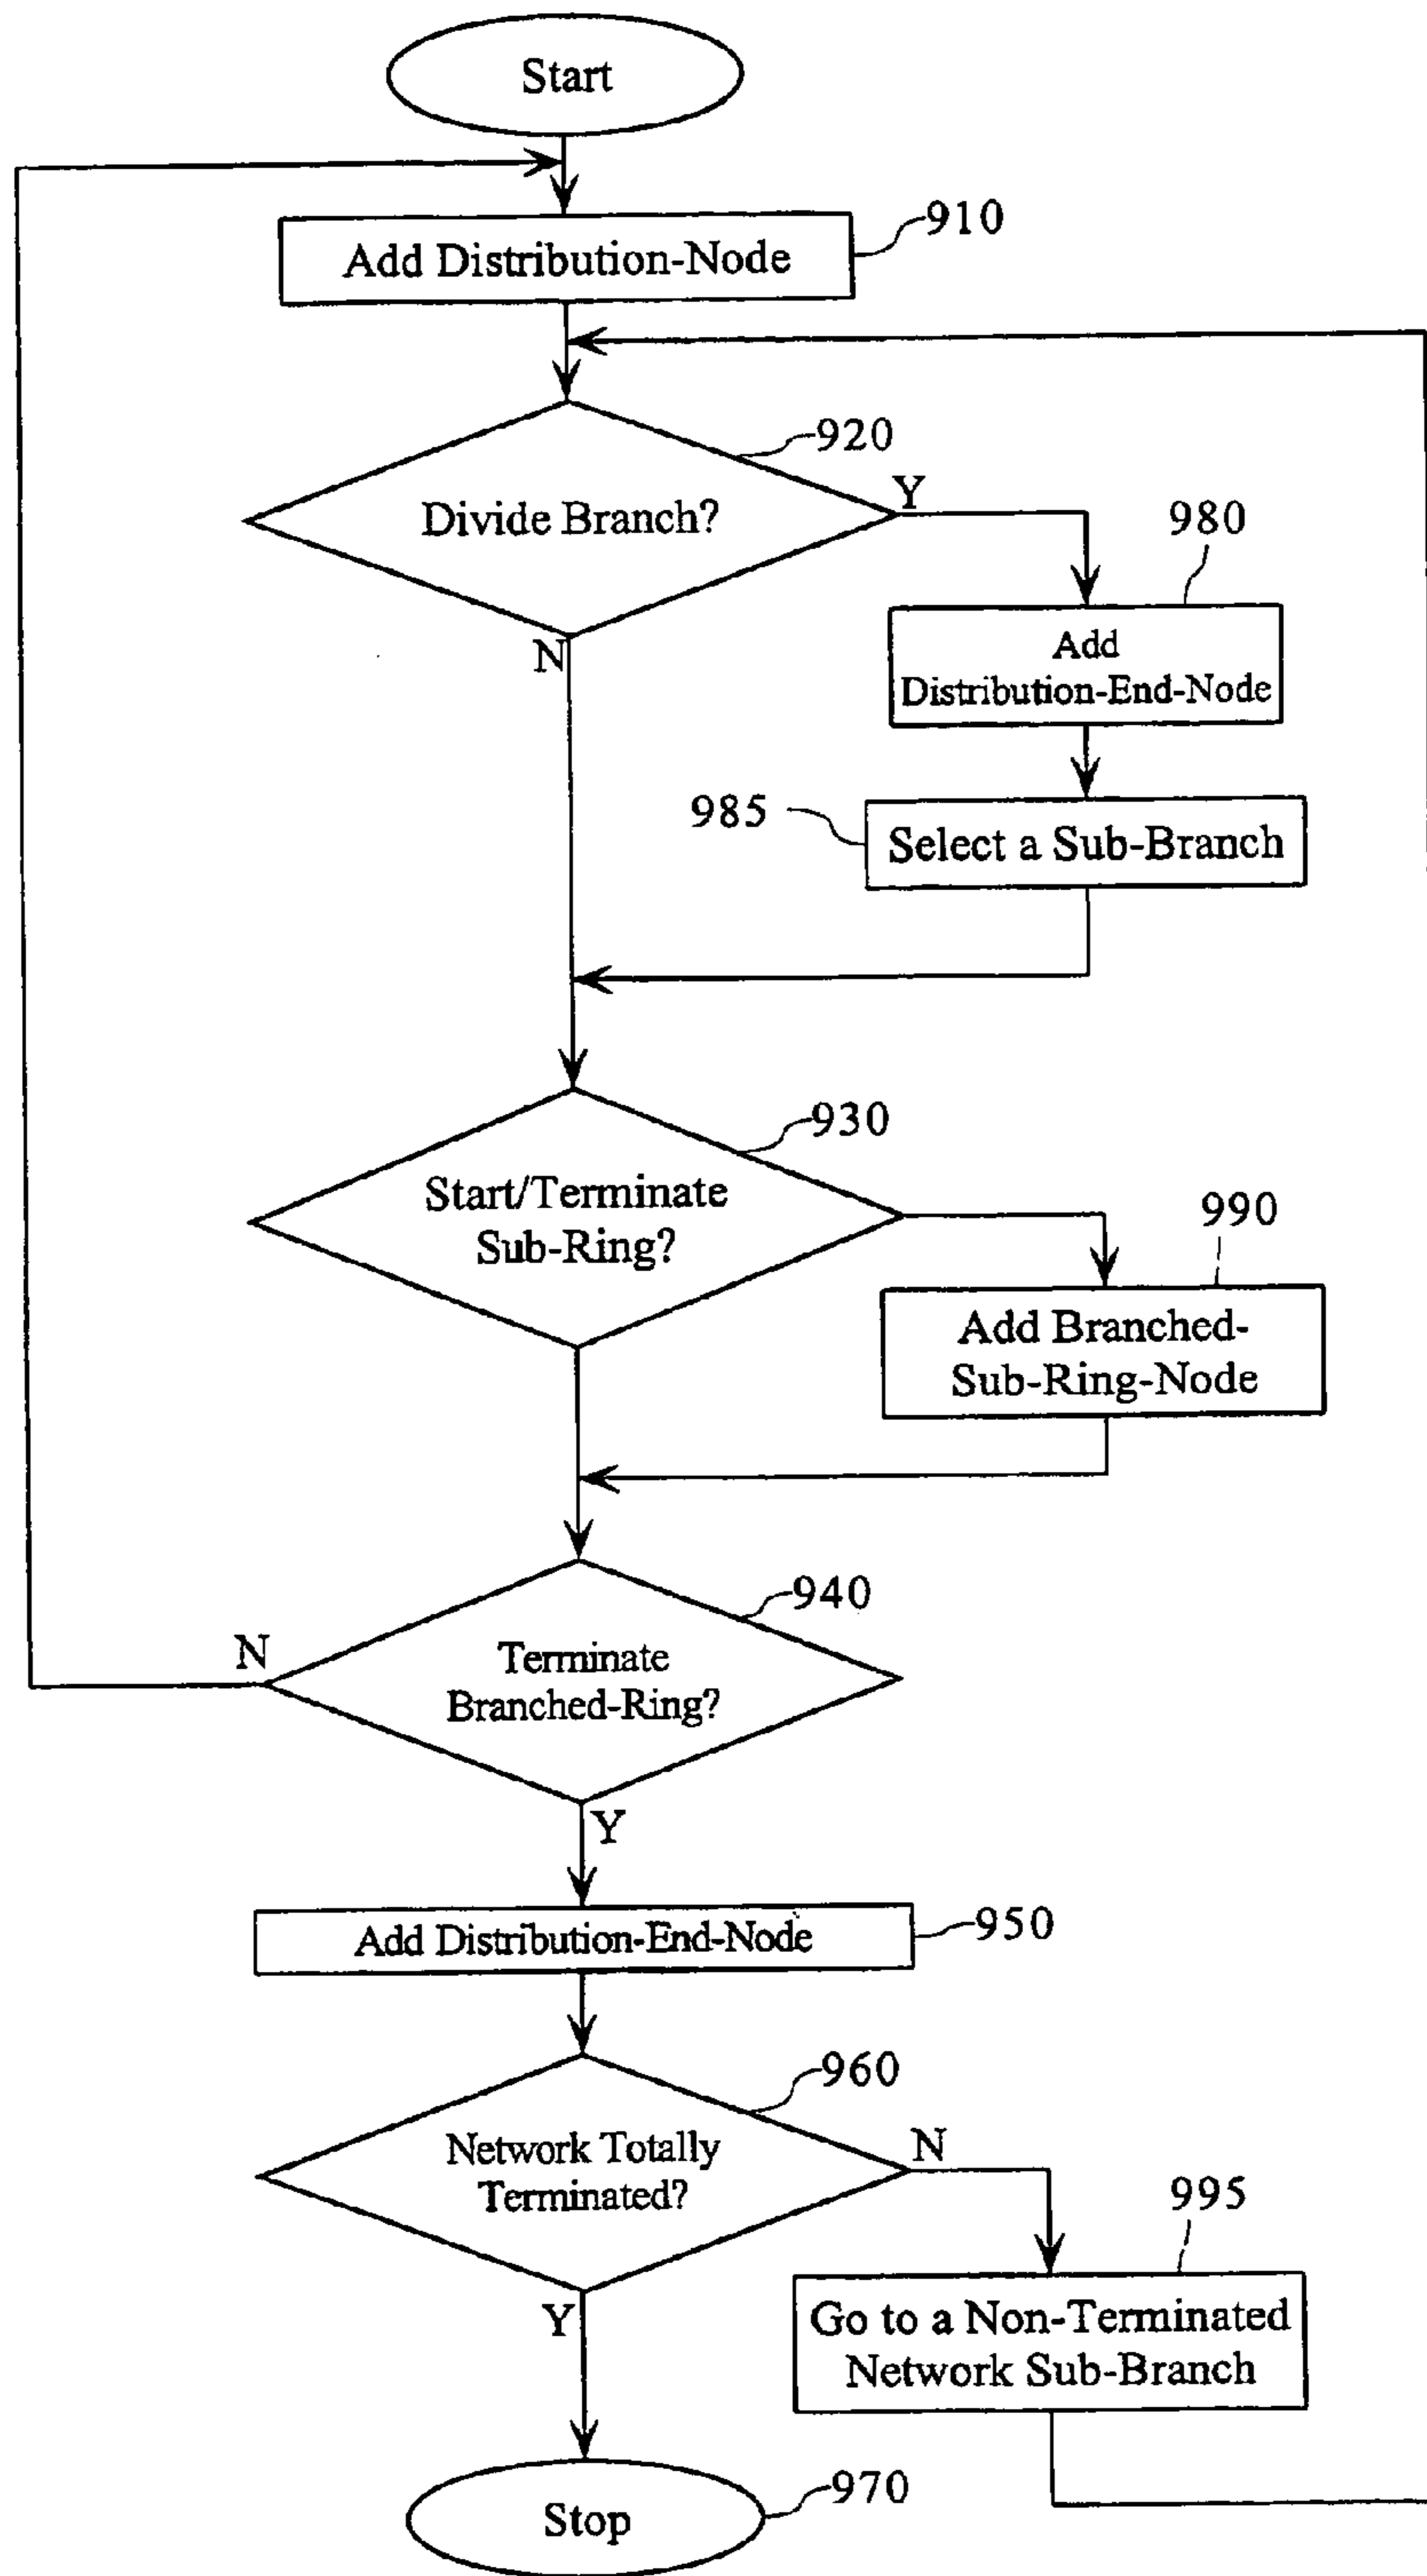 Start
910
Add Distribution-Node
920
Divide Branch?
Y
N
980
Add
Distribution-End-Node
985
Select a Sub-Branch
930
Start/Terminate
Sub-Ring?
990
Add Branched-
Sub-Ring-Node
940
N
Terminate
Branched-Ring?
Y
950
Add Distribution-End-Node
960
Network Totally
Terminated?
N
Y
995
Go to a Non-Terminated
Network Sub-Branch
970
Stop